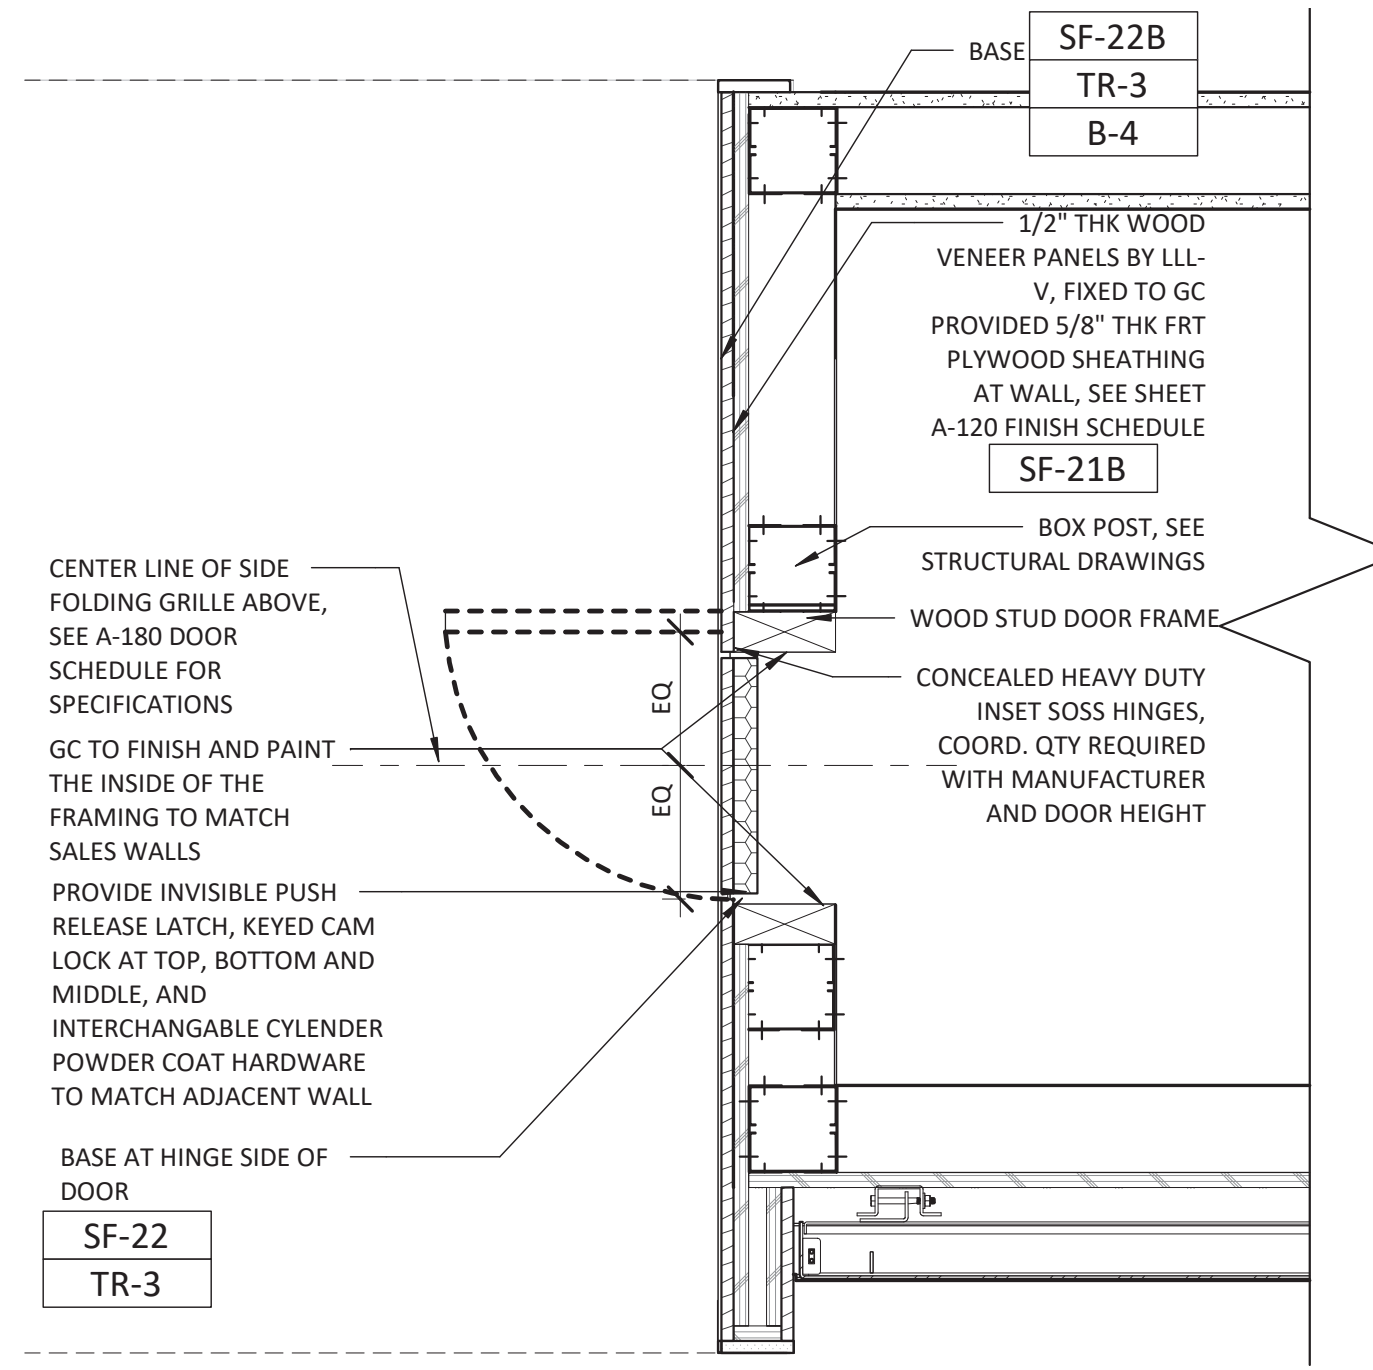 BASE
SF-22B
TR-3
B-4
1/2" THK WOOD
VENEER PANELS BY LLL-
V, FIXED TO GC
PROVIDED 5/8" THK FRT
PLYWOOD SHEATHING
AT WALL, SEE SHEET
A-120 FINISH SCHEDULE
SF-21B
BOX POST, SEE
STRUCTURAL DRAWINGS
WOOD STUD DOOR FRAME
CONCEALED HEAVY DUTY
INSET SOSS HINGES,
COORD. QTY REQUIRED
WITH MANUFACTURER
AND DOOR HEIGHT
CENTER LINE OF SIDE
FOLDING GRILLE ABOVE,
SEE A-180 DOOR
SCHEDULE FOR
SPECIFICATIONS
GC TO FINISH AND PAINT
THE INSIDE OF THE
FRAMING TO MATCH
SALES WALLS
PROVIDE INVISIBLE PUSH
RELEASE LATCH, KEYED CAM
LOCK AT TOP, BOTTOM AND
MIDDLE, AND
INTERCHANGABLE CYLENDER
POWDER COAT HARDWARE
TO MATCH ADJACENT WALL
BASE AT HINGE SIDE OF
DOOR
SF-22
TR-3
EQ
EQ